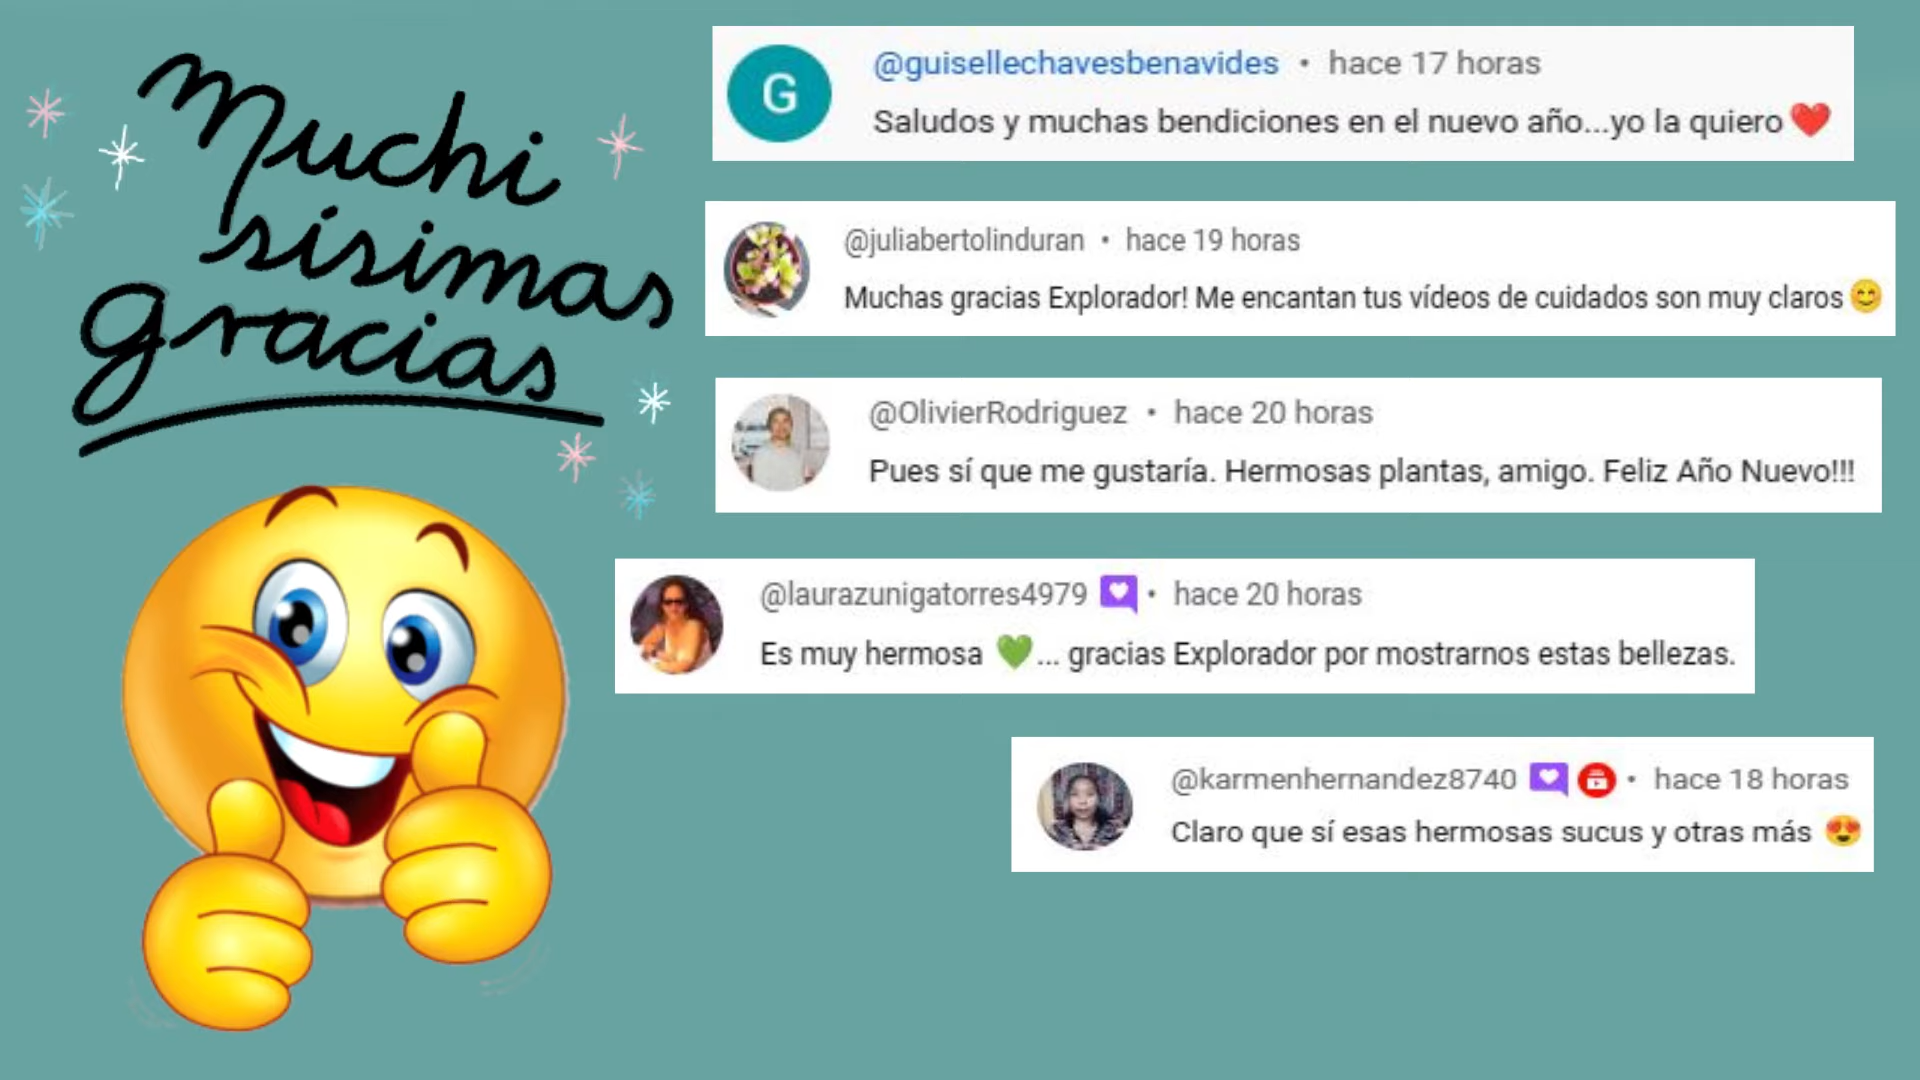 Muchi
sísimas
gracias
G
@guisellechavesbenavides • hace 17 horas
Saludos y muchas bendiciones en el nuevo año...yo la quiero❤️
@juliabertolinduran • hace 19 horas
Muchas gracias Explorador! Me encantan tus vídeos de cuidados son muy claros😊
@OlivierRodriguez • hace 20 horas
Pues sí que me gustaría. Hermosas plantas, amigo. Feliz Año Nuevo!!!
@laurazunigatorres4979 • hace 20 horas
Es muy hermosa 💚... gracias Explorador por mostrarnos estas bellezas.
@karmenhernandez8740 • hace 18 horas
Claro que sí esas hermosas sucus y otras más 😍